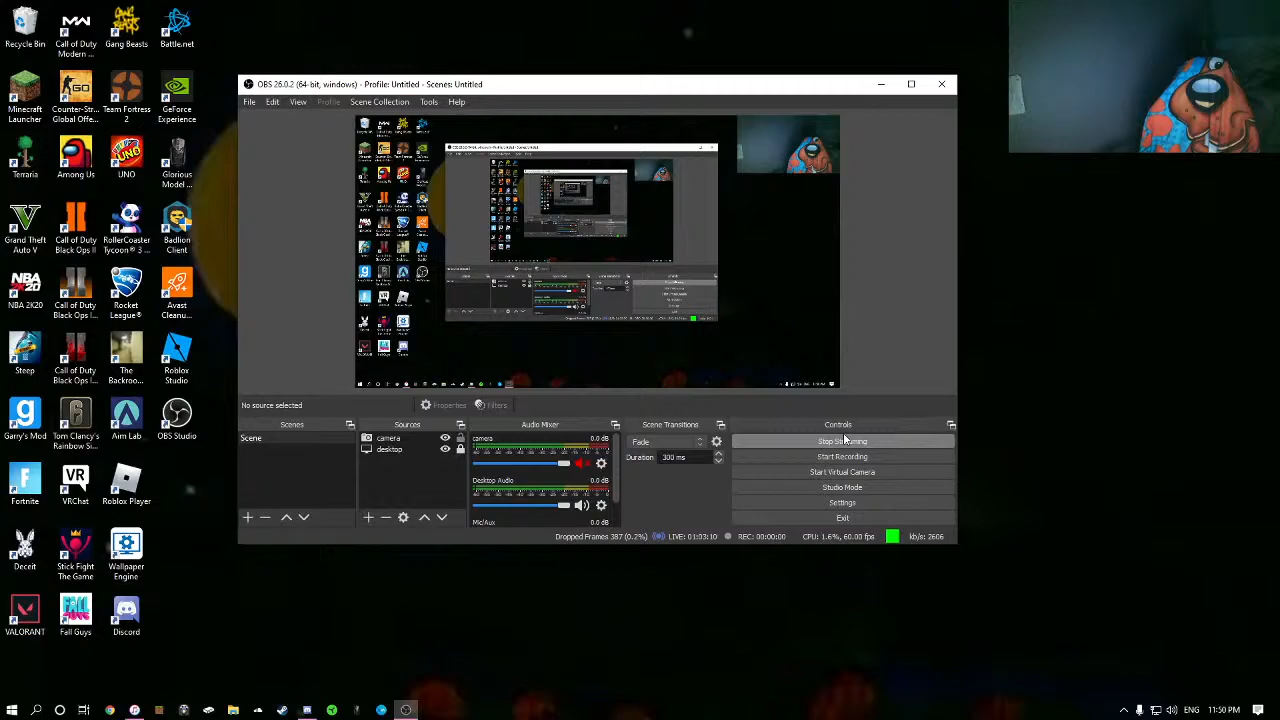 Recycle Bin
Call of Duty Modern ...
Gang Beasts
Battle.net
Minecraft Launcher
Counter-Str... Global Offe...
Team Fortress 2
GeForce Experience
Terraria
Among Us
UNO
Glorious Model ...
Grand Theft Auto V
Call of Duty Black Ops II
RollerCoaster Tycoon® 3 ...
Badlion Client
NBA 2K20
Call of Duty Black Ops I...
Rocket League®
Avast Cleanu...
Steep
Call of Duty Black Ops I...
The Backroo...
Roblox Studio
Garry's Mod
Tom Clancy's Rainbow Si...
Aim Lab
OBS Studio
Fortnite
VRChat
Roblox Player
Deceit
Stick Fight The Game
Wallpaper Engine
VALORANT
Fall Guys
Discord
OBS 26.0.2 (64-bit, windows) - Profile: Untitled - Scenes: Untitled
File Edit View Profile Scene Collection Tools Help
No source selected
Properties Filters
Scenes
Scene
Sources
camera
desktop
Audio Mixer
camera 0.0 dB
Desktop Audio 0.0 dB
Mic/Aux 0.0 dB
Scene Transitions
Fade
Duration 300 ms
Controls
Stop Streaming
Start Recording
Start Virtual Camera
Studio Mode
Settings
Exit
Dropped Frames 387 (0.2%) LIVE: 01:03:10 REC: 00:00:00 CPU: 1.6%, 60.00 fps kb/s: 2606
ENG 11:50 PM